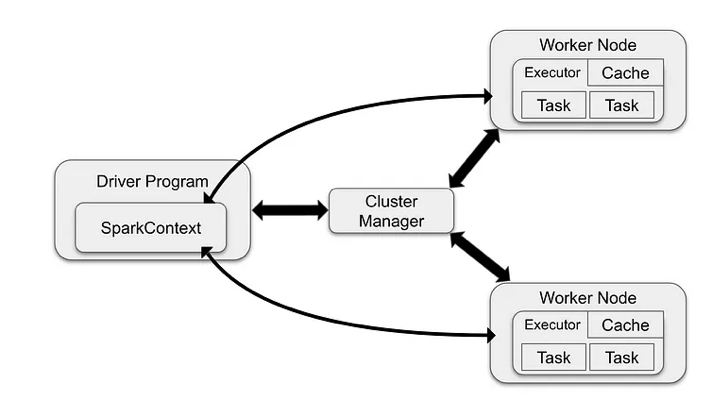 Worker Node
Executor Cache
Task Task
Driver Program
SparkContext
Cluster
Manager
Worker Node
Executor Cache
Task Task